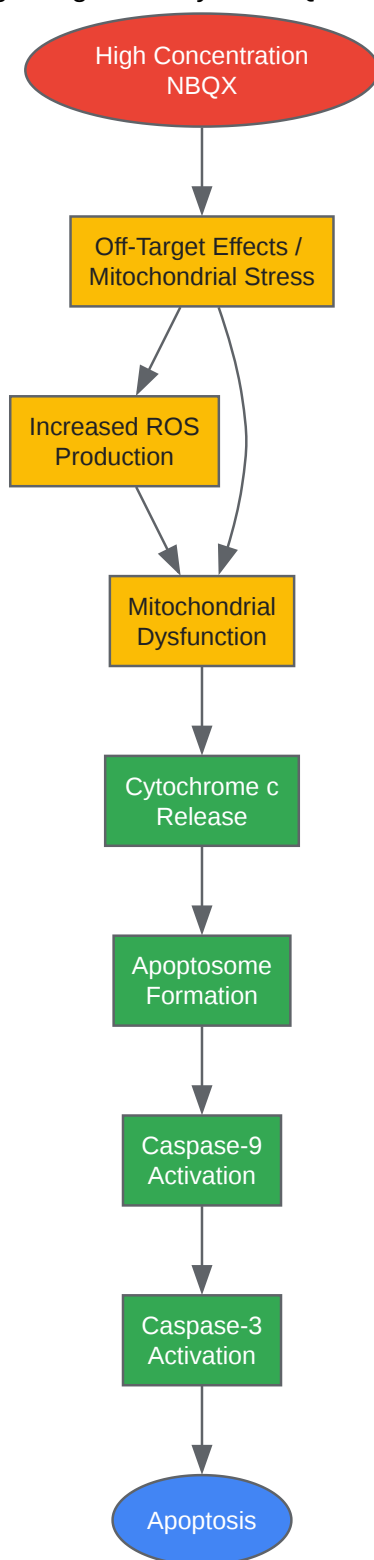 High Concentration
NBQX
Off-Target Effects /
Mitochondrial Stress
Increased ROS
Production
Mitochondrial
Dysfunction
Cytochrome c
Release
Apoptosome
Formation
Caspase-9
Activation
Caspase-3
Activation
Apoptosis